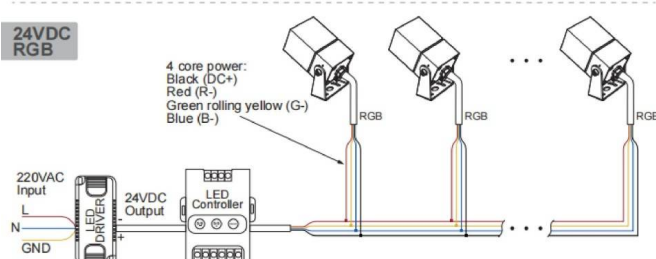 24VDC
RGB
4 core power:
Black (DC+)
Red (R-)
Green rolling yellow (G-)
Blue (B-)
RGB
RGB
RGB
220VAC
Input
L
N
GND
LED
DRIVER
-
+
24VDC
Output
LED
Controller